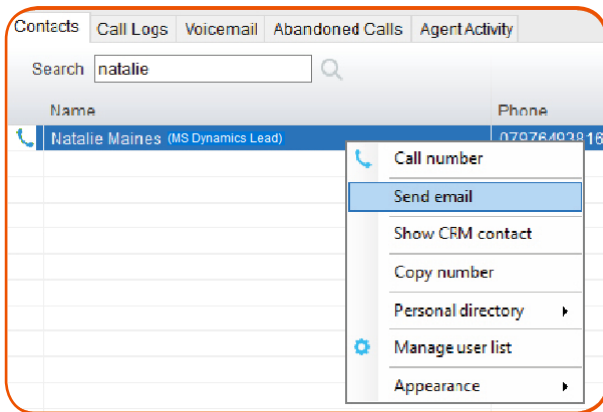 Contacts Call Logs Voicemail Abandoned Calls Agent Activity
Search natalie
Name Phone
Natalie Maines (MS Dynamics Lead) 07976493816
Call number
Send email
Show CRM contact
Copy number
Personal directory
Manage user list
Appearance